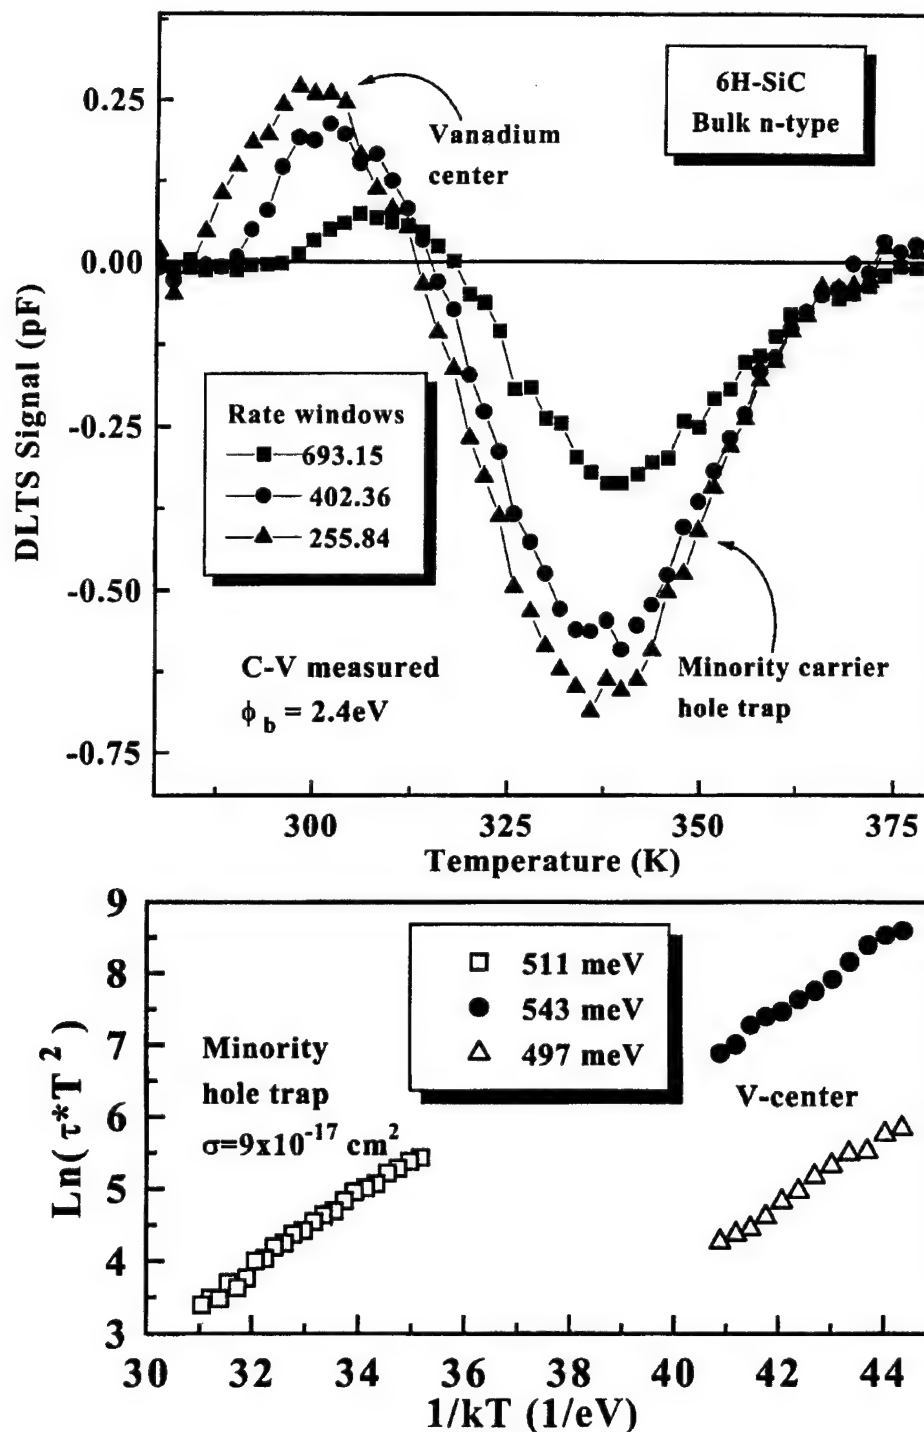 6H-SiC
Bulk n-type
Vanadium
center
0.25
0.00
-0.25
-0.50
-0.75
DLTS Signal (pF)
Rate windows
693.15
402.36
255.84
C-V measured
ϕb = 2.4eV
Minority carrier
hole trap
300
325
350
375
Temperature (K)
9
8
7
6
5
4
3
Ln(τ*T²)
511 meV
543 meV
497 meV
Minority
hole trap
σ=9x10⁻¹⁷ cm²
V-center
30
32
34
36
38
40
42
44
1/kT (1/eV)